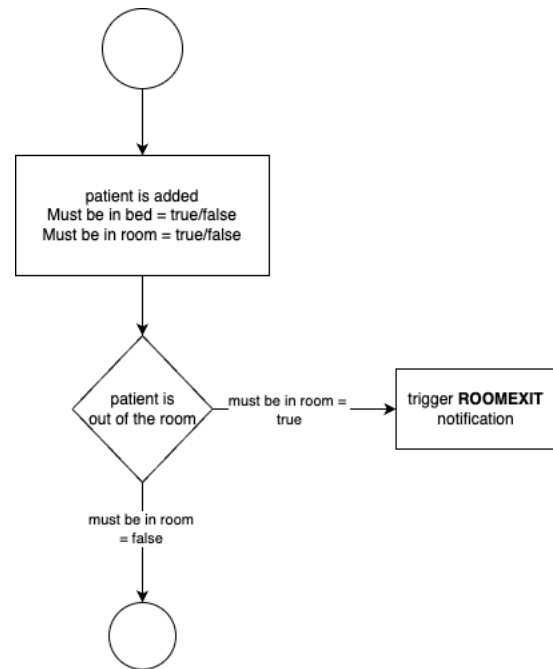 patient is added
Must be in bed = true/false
Must be in room = true/false
patient is
out of the room
must be in room =
true
trigger ROOMEXIT
notification
must be in room
= false